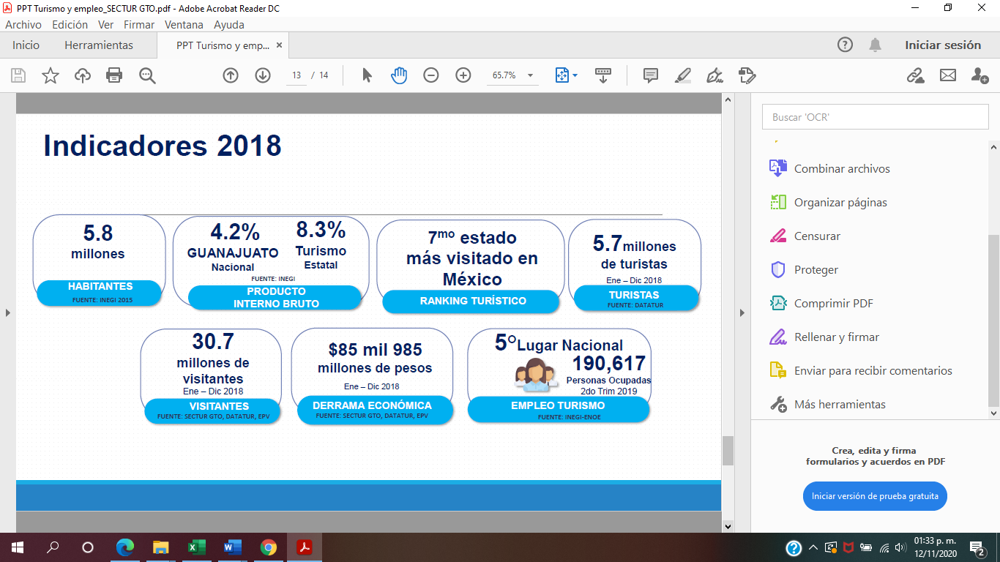 PPT Turismo y empleo_SECTUR GTO.pdf - Adobe Acrobat Reader DC
Archivo Edición Ver Firmar Ventana Ayuda
Inicio Herramientas PPT Turismo y emp... ×
Iniciar sesión
13 / 14 65.7%
Indicadores 2018
5.8
millones
HABITANTES
FUENTE: INEGI 2015
4.2%
GUANAJUATO
Nacional
8.3%
Turismo
Estatal
FUENTE: INEGI
PRODUCTO
INTERNO BRUTO
7mo estado
más visitado en
México
RANKING TURÍSTICO
5.7millones
de turistas
Ene – Dic 2018
TURISTAS
FUENTE: DATATUR
30.7
millones de
visitantes
Ene – Dic 2018
VISITANTES
FUENTE: SECTUR GTO, DATATUR, EPV
$85 mil 985
millones de pesos
Ene – Dic 2018
DERRAMA ECONÓMICA
FUENTE: SECTUR GTO, DATATUR, EPV
5°Lugar Nacional
190,617
Personas Ocupadas
2do Trim 2019
EMPLEO TURISMO
FUENTE: INEGI-ENOE
Buscar 'OCR'
Combinar archivos
Organizar páginas
Censurar
Proteger
Comprimir PDF
Rellenar y firmar
Enviar para recibir comentarios
Más herramientas
Crea, edita y firma
formularios y acuerdos en PDF
Iniciar versión de prueba gratuita
01:33 p. m.
12/11/2020
2